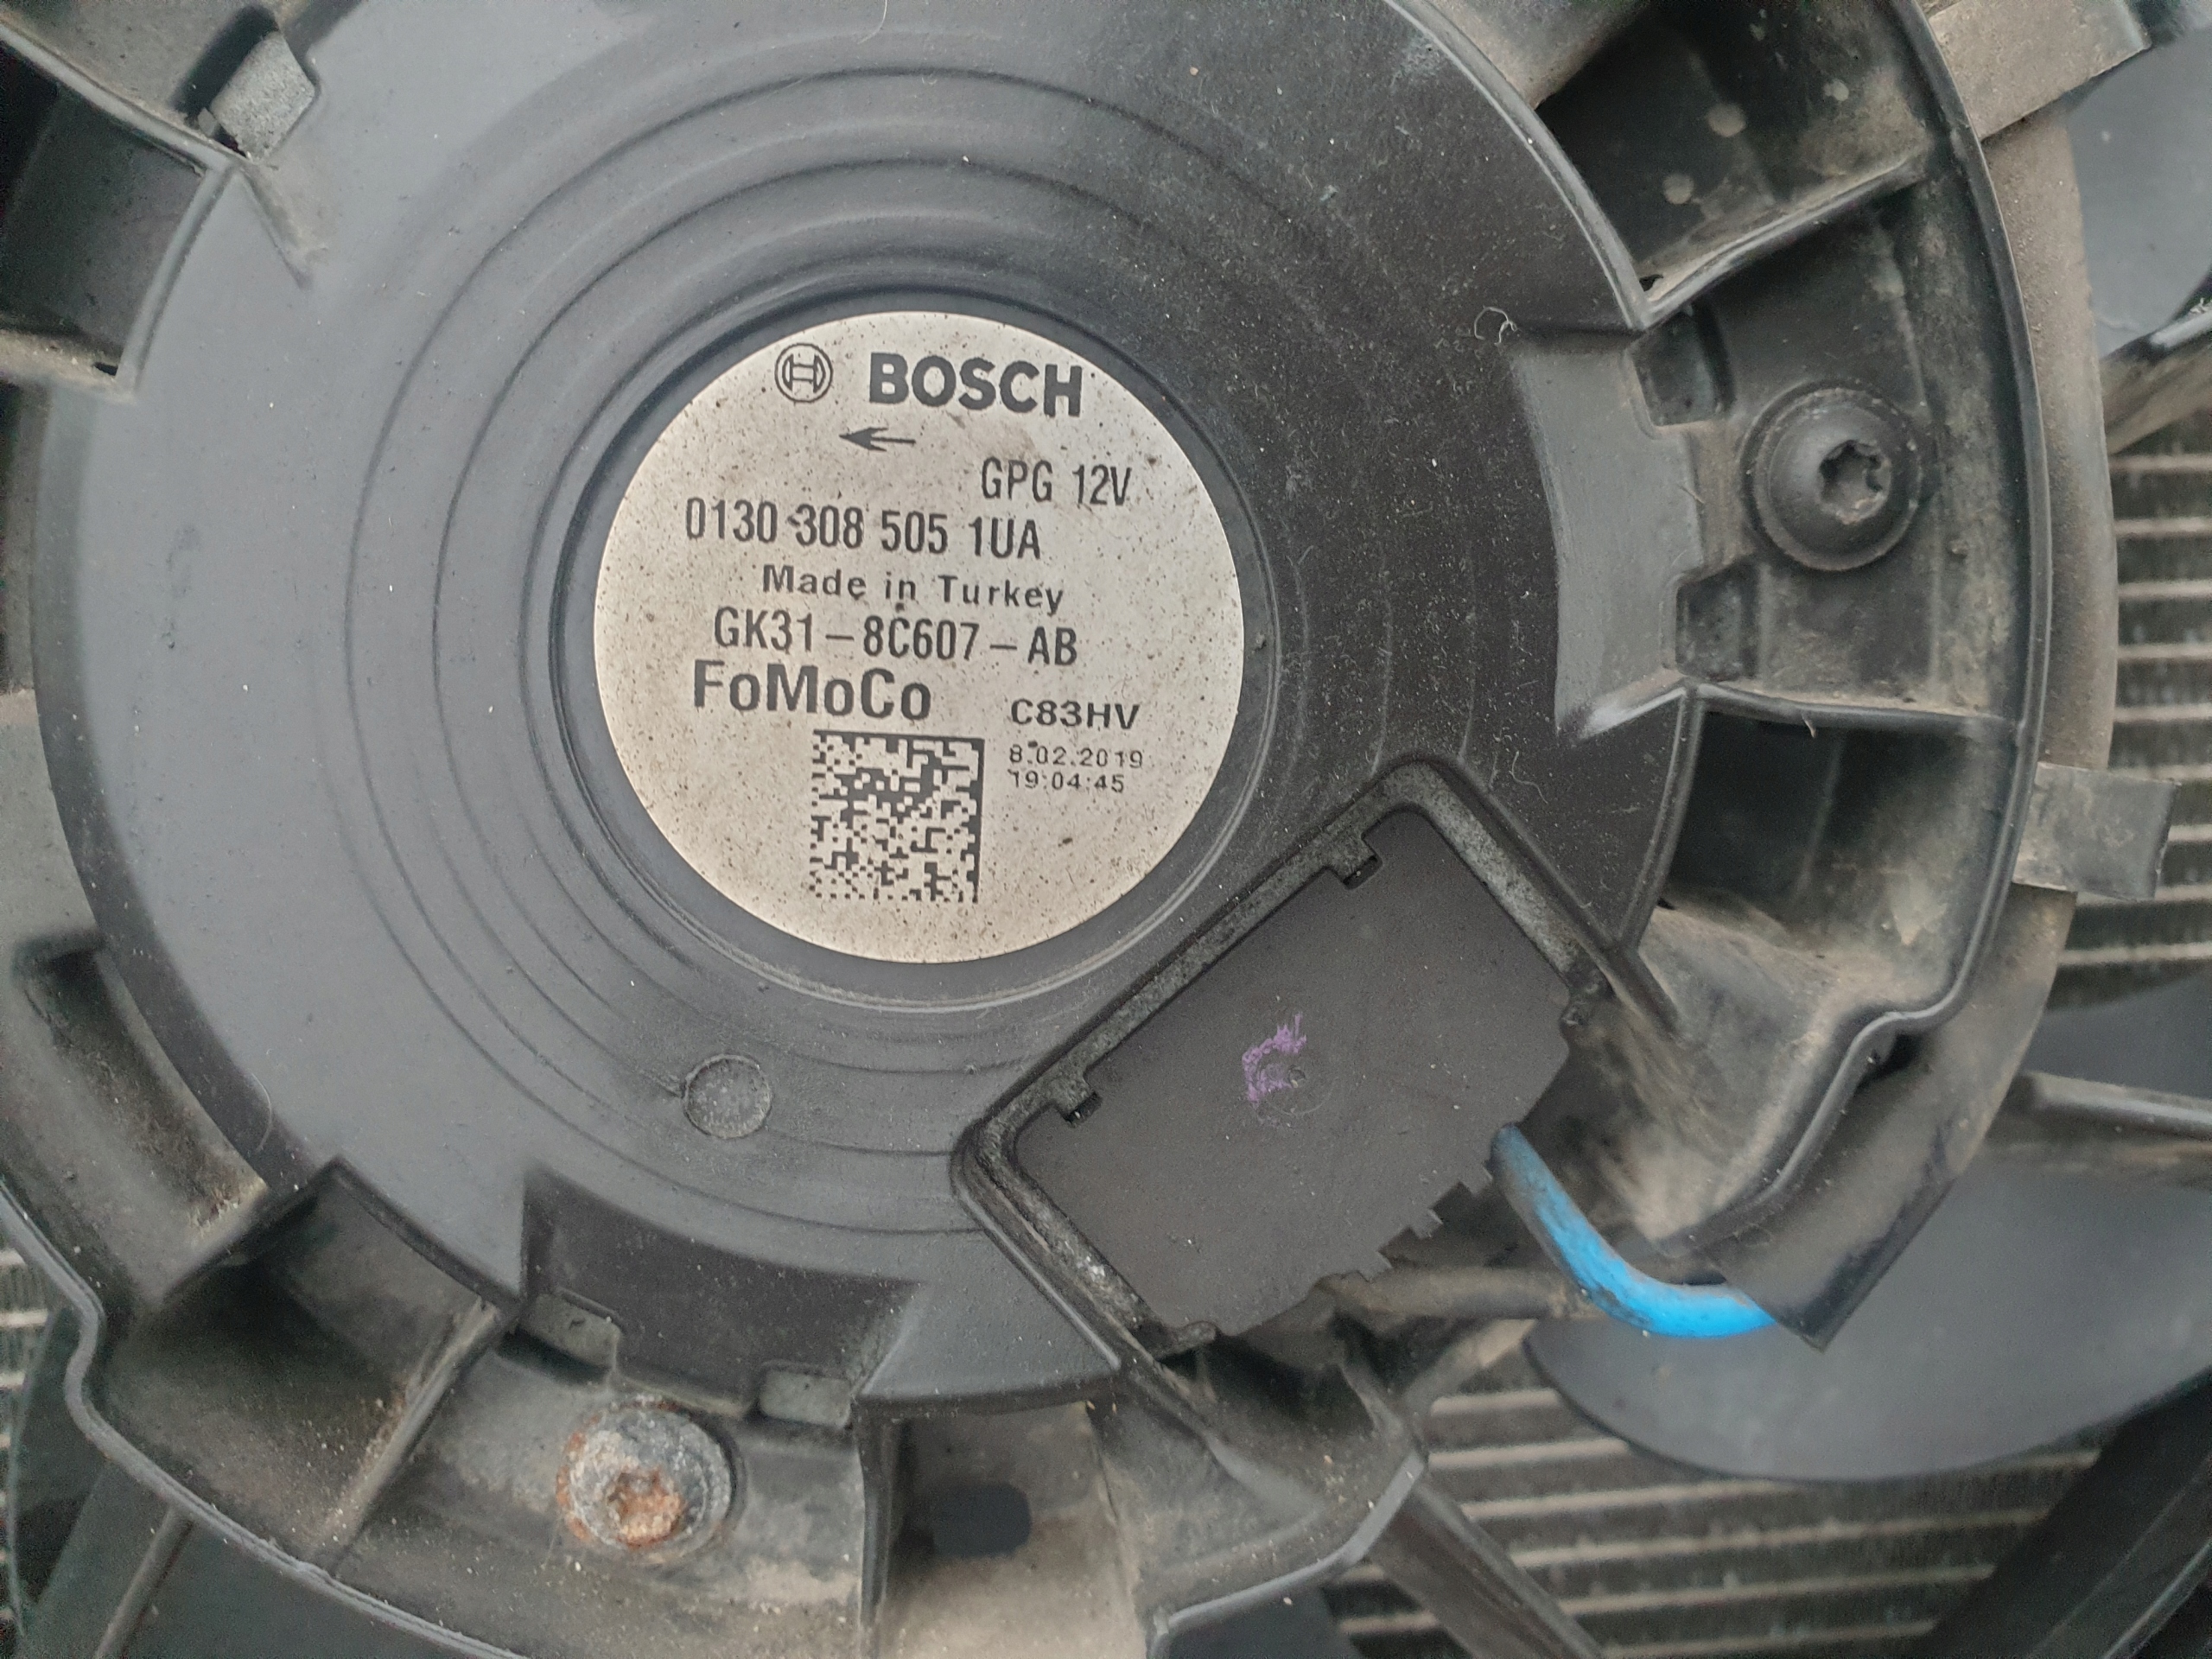 BOSCH
GPG 12V
0130 308 505 1UA
Made in Turkey
GK31-8C607-AB
FoMoCo
C83HV
8.02.2019
19:04:45